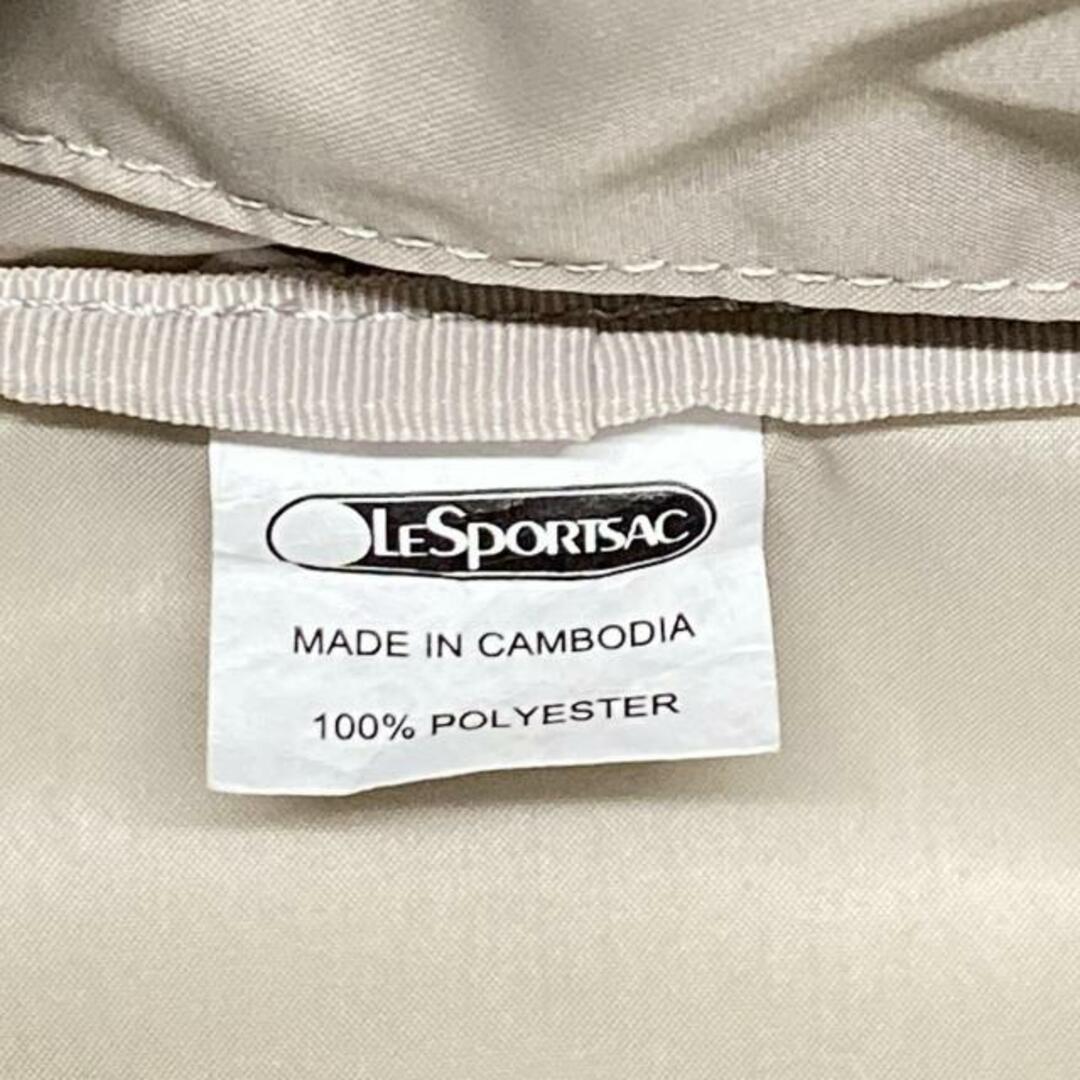 LeSportsac
MADE IN CAMBODIA
100% POLYESTER